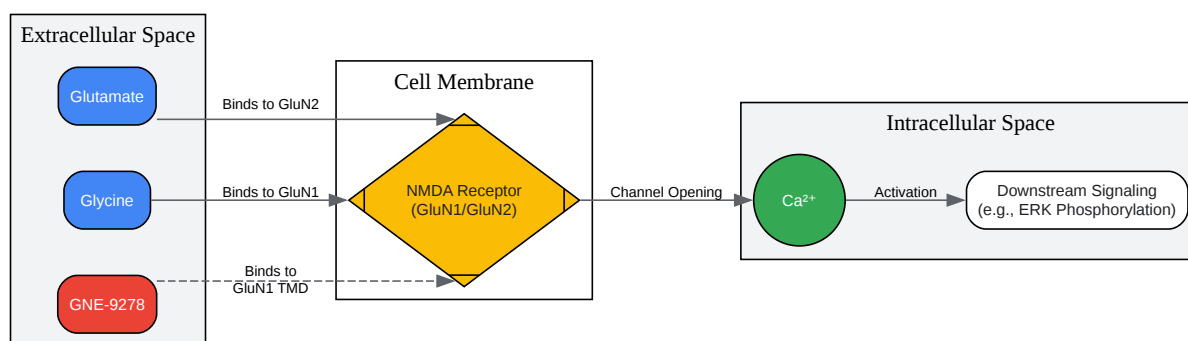 Extracellular Space
Glutamate
Glycine
GNE-9278
Binds to GluN2
Binds to GluN1
Binds to
GluN1 TMD
Cell Membrane
NMDA Receptor
(GluN1/GluN2)
Channel Opening
Intracellular Space
Ca²⁺
Activation
Downstream Signaling
(e.g., ERK Phosphorylation)